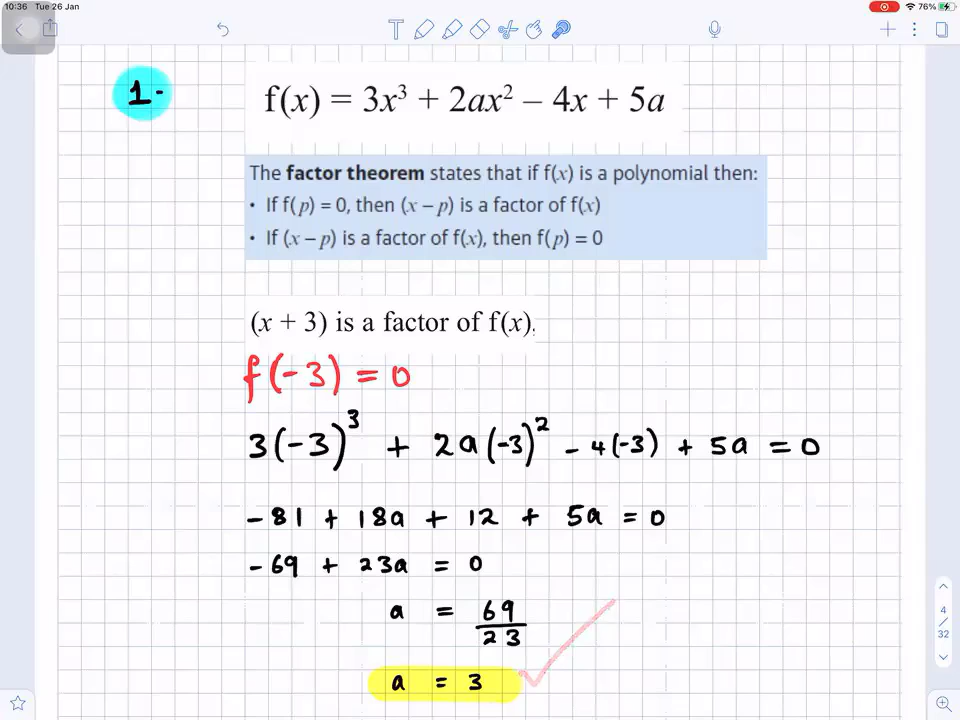 10:36 Tue 26 Jan
76%
1.
f(x) = 3x³ + 2ax² – 4x + 5a
The factor theorem states that if f(x) is a polynomial then:
• If f(p) = 0, then (x – p) is a factor of f(x)
• If (x – p) is a factor of f(x), then f(p) = 0
(x + 3) is a factor of f(x).
f(-3) = 0
3(-3)³ + 2a(-3)² - 4(-3) + 5a = 0
-81 + 18a + 12 + 5a = 0
-69 + 23a = 0
a = 69/23
a = 3
4
/
32